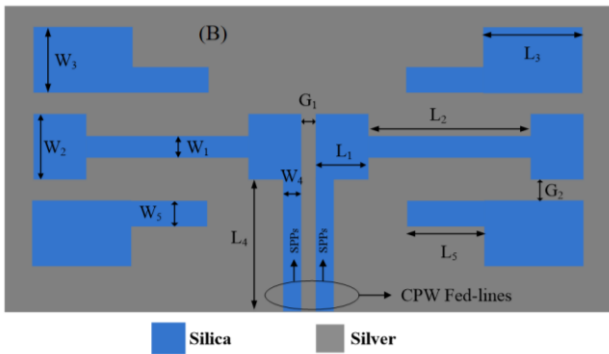 (B)
W₃
L₃
G₁
L₂
W₂
W₁
L₁
W₄
G₂
W₅
L₄
SPPs
SPPs
L₅
CPW Fed-lines
Silica
Silver